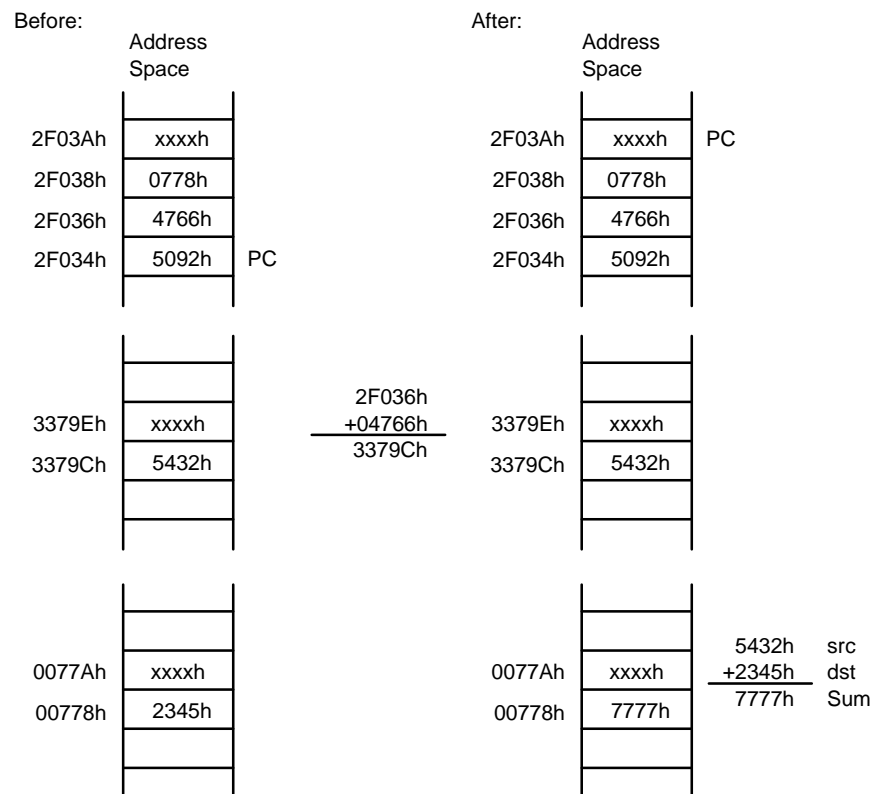 Before:
Address
Space
2F03Ah xxxxh
2F038h 0778h
2F036h 4766h
2F034h 5092h PC
3379Eh xxxxh
3379Ch 5432h
0077Ah xxxxh
00778h 2345h
2F036h
+04766h
3379Ch
After:
Address
Space
2F03Ah xxxxh PC
2F038h 0778h
2F036h 4766h
2F034h 5092h
3379Eh xxxxh
3379Ch 5432h
0077Ah xxxxh
00778h 7777h
5432h src
+2345h dst
7777h Sum